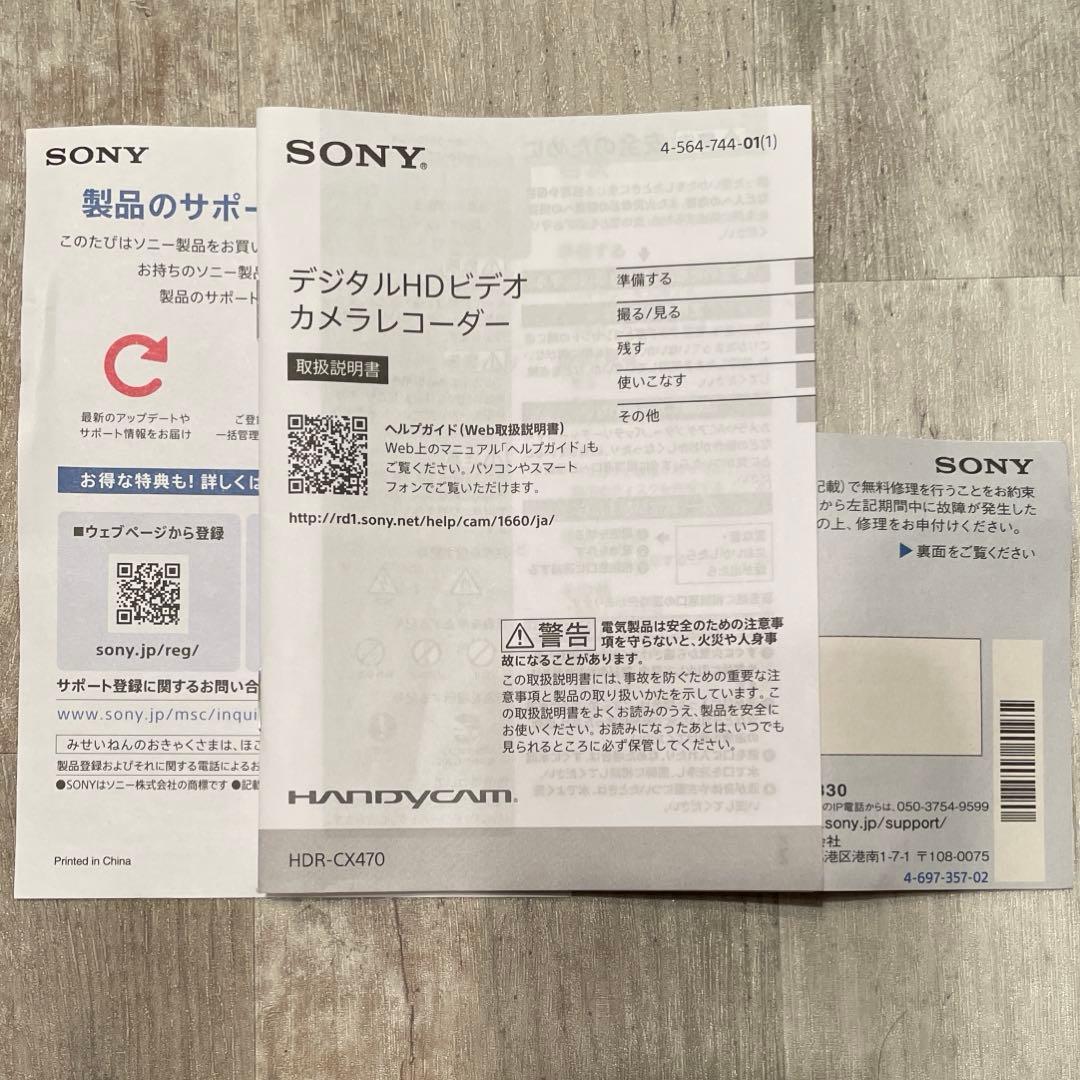 SONY
製品のサポー
このたびはソニー製品をお買い
お持ちのソニー製品
製品のサポート
最新のアップデートや
サポート情報をお届け
ご登録
一括管理
お得な特典も! 詳しくは
■ウェブページから登録
sony.jp/reg/
サポート登録に関するお問い合
www.sony.jp/msc/inqui
みせいねんのおきゃくさまは、ほご
製品登録およびそれに関する電話によるお
●SONYはソニー株式会社の商標です ●記載
Printed in China
SONY®
4-564-744-01(1)
デジタルHDビデオ
カメラレコーダー
取扱説明書
準備する
撮る/見る
残す
使いこなす
その他
ヘルプガイド(Web取扱説明書)
Web上のマニュアル「ヘルプガイド」も
ご覧ください。パソコンやスマート
フォンでご覧いただけます。
http://rd1.sony.net/help/cam/1660/ja/
警告 電気製品は安全のための注意事
項を守らないと、火災や人身事
故になることがあります。
この取扱説明書には、事故を防ぐための重要な注
意事項と製品の取り扱いかたを示しています。こ
の取扱説明書をよくお読みのうえ、製品を安全に
お使いください。お読みになったあとは、いつでも
見られるところに必ず保管してください。
HANDYCAM®
HDR-CX470
SONY
記載)で無料修理を行うことをお約束
から左記期間中に故障が発生した
の上、修理をお申付けください。
▶裏面をご覧ください
330
のIP電話からは、050-3754-9599
.sony.jp/support/
会社
港区港南1-7-1 〒108-0075
4-697-357-02